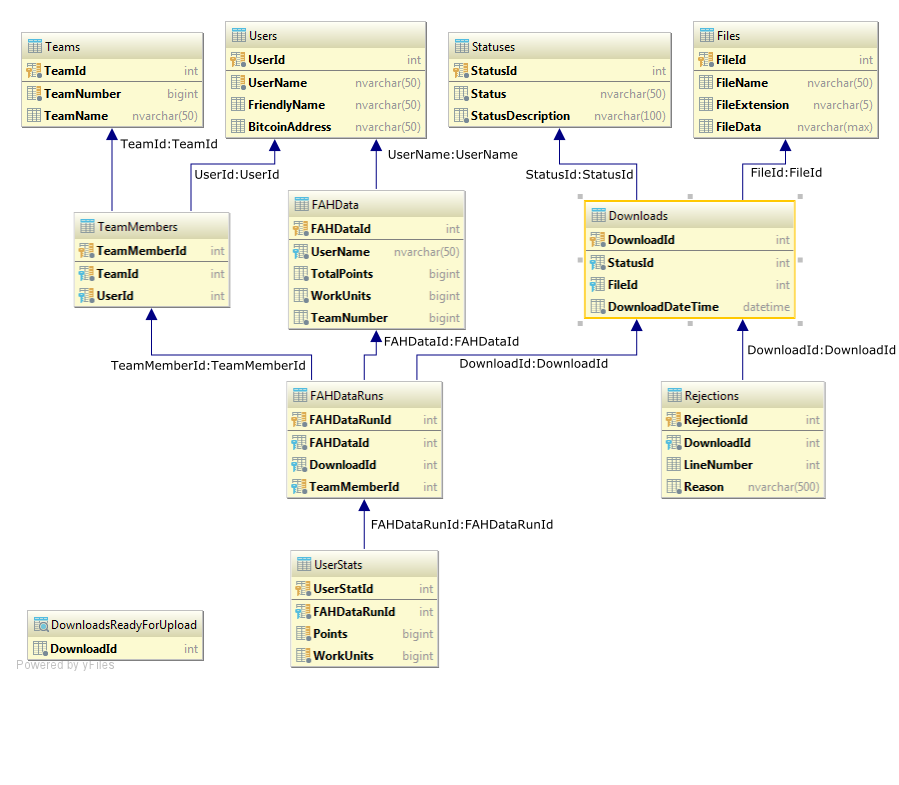 Teams
TeamId int
TeamNumber bigint
TeamName nvarchar(50)
Users
UserId int
UserName nvarchar(50)
FriendlyName nvarchar(50)
BitcoinAddress nvarchar(50)
Statuses
StatusId int
Status nvarchar(50)
StatusDescription nvarchar(100)
Files
FileId int
FileName nvarchar(50)
FileExtension nvarchar(5)
FileData nvarchar(max)
TeamId:TeamId
UserId:UserId
UserName:UserName
StatusId:StatusId
FileId:FileId
TeamMembers
TeamMemberId int
TeamId int
UserId int
FAHData
FAHDataId int
UserName nvarchar(50)
TotalPoints bigint
WorkUnits bigint
TeamNumber bigint
Downloads
DownloadId int
StatusId int
FileId int
DownloadDateTime datetime
TeamMemberId:TeamMemberId
FAHDataId:FAHDataId
DownloadId:DownloadId
DownloadId:DownloadId
FAHDataRuns
FAHDataRunId int
FAHDataId int
DownloadId int
TeamMemberId int
Rejections
RejectionId int
DownloadId int
LineNumber int
Reason nvarchar(500)
FAHDataRunId:FAHDataRunId
UserStats
UserStatId int
FAHDataRunId int
Points bigint
WorkUnits bigint
DownloadsReadyForUpload
DownloadId int
Powered by yFiles